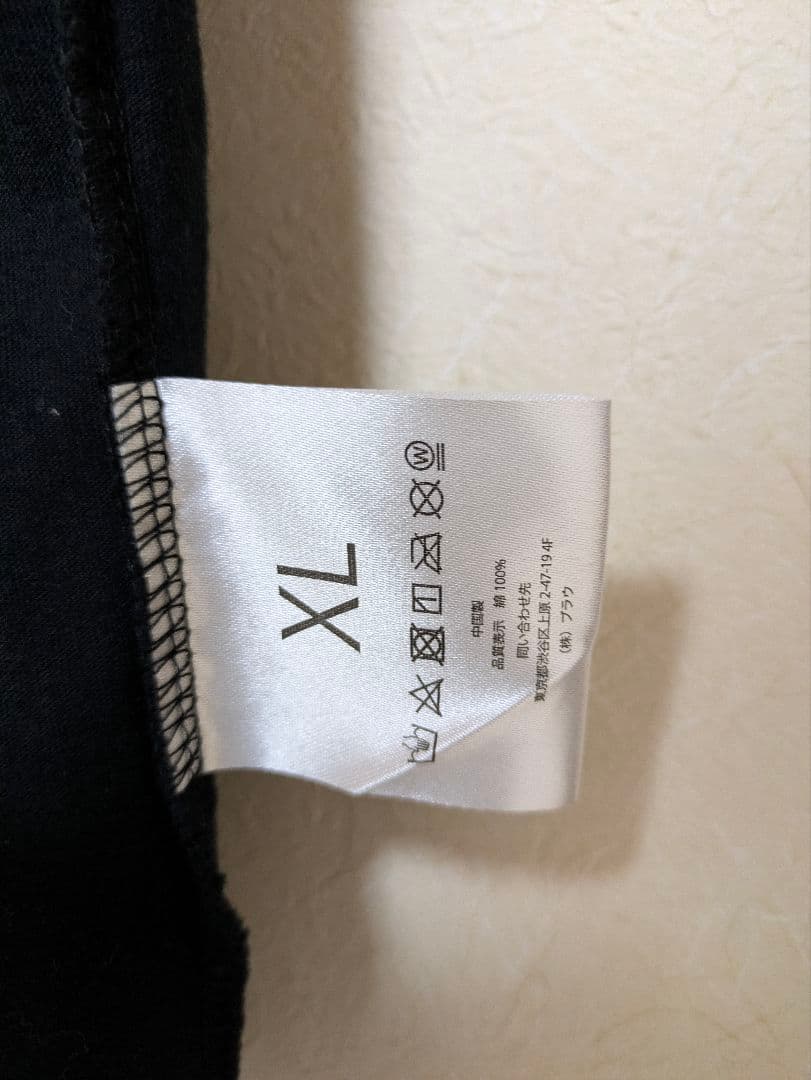 XL
W
中国製
品質表示 綿 100%
問い合わせ先
東京都渋谷区上原 2-47-19 4F
(株) ブラウ